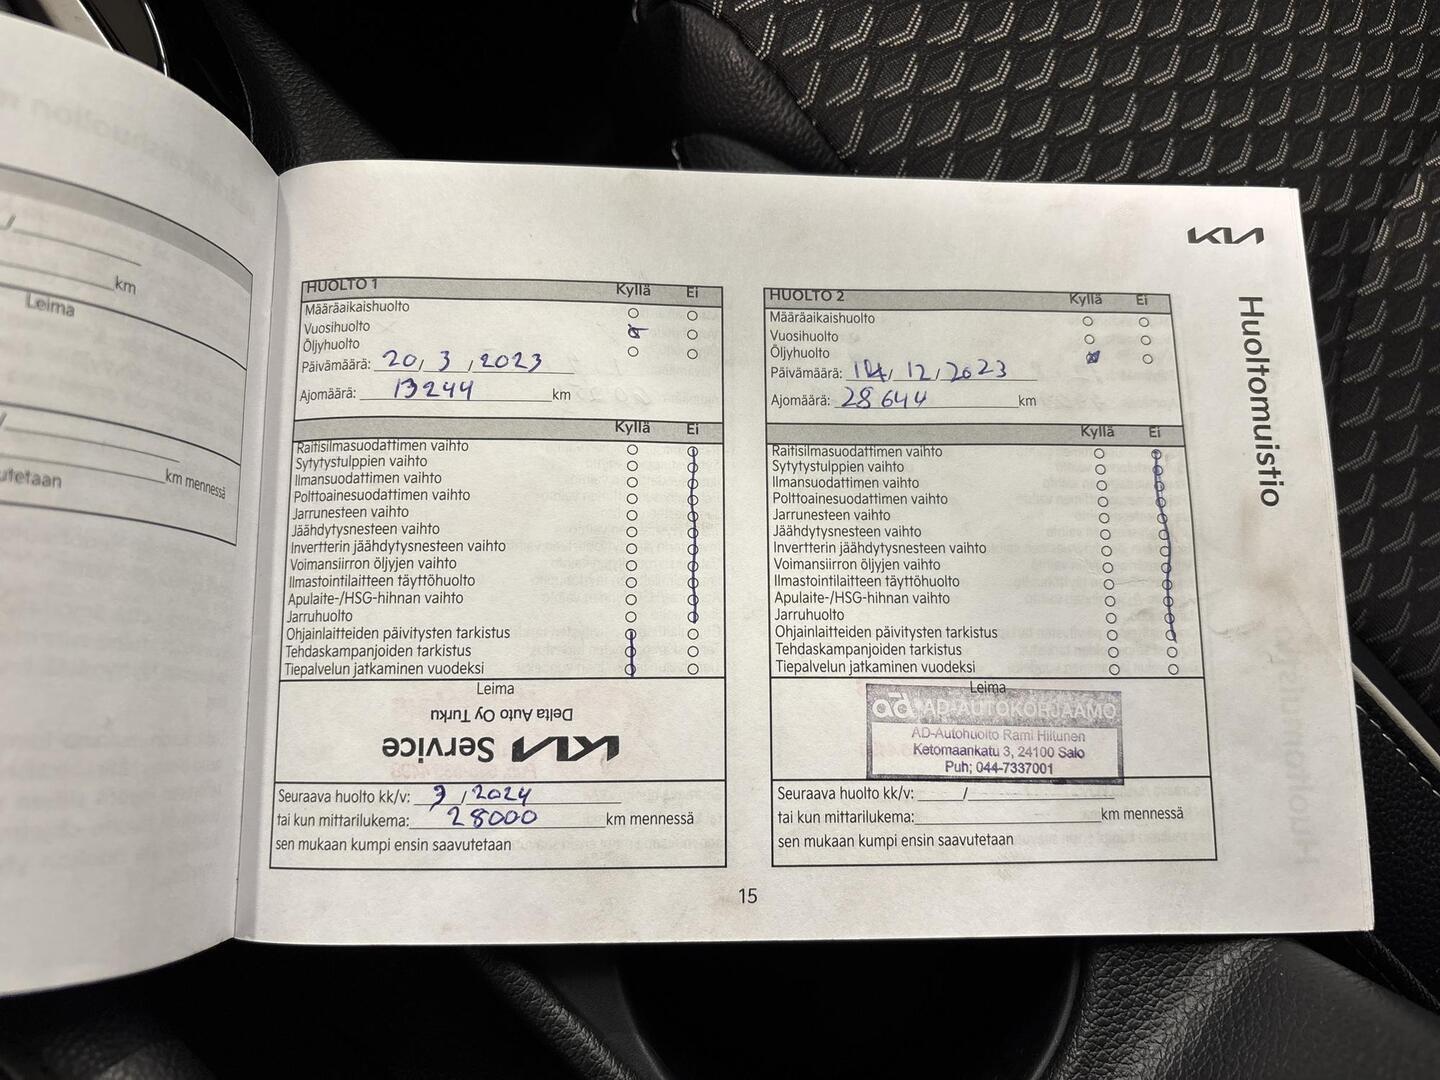 KIA
Huoltomuistio
km
Leima
km mennessä
HUOLTO 1 Kyllä Ei
Määräaikaishuolto
Vuosihuolto
Öljyhuolto
Päivämäärä: 20, 3, 2023
Ajomäärä: 13244 km
Kyllä Ei
Raitisilmasuodattimen vaihto
Sytytystulppien vaihto
Ilmansuodattimen vaihto
Polttoainesuodattimen vaihto
Jarrunesteen vaihto
Jäähdytysnesteen vaihto
Invertterin jäähdytysnesteen vaihto
Voimansiirron öljyjen vaihto
Ilmastointilaitteen täyttöhuolto
Apulaite-/HSG-hihnan vaihto
Jarruhuolto
Ohjainlaitteiden päivitysten tarkistus
Tehdaskampanjoiden tarkistus
Tiepalvelun jatkaminen vuodeksi
Leima
Delta Auto Oy Turku
KIA Service
Seuraava huolto kk/v: 3 / 2024
tai kun mittarilukema: 28000 km mennessä
sen mukaan kumpi ensin saavutetaan
HUOLTO 2 Kyllä Ei
Määräaikaishuolto
Vuosihuolto
Öljyhuolto
Päivämäärä: 14, 12, 2023
Ajomäärä: 28644 km
Kyllä Ei
Raitisilmasuodattimen vaihto
Sytytystulppien vaihto
Ilmansuodattimen vaihto
Polttoainesuodattimen vaihto
Jarrunesteen vaihto
Jäähdytysnesteen vaihto
Invertterin jäähdytysnesteen vaihto
Voimansiirron öljyjen vaihto
Ilmastointilaitteen täyttöhuolto
Apulaite-/HSG-hihnan vaihto
Jarruhuolto
Ohjainlaitteiden päivitysten tarkistus
Tehdaskampanjoiden tarkistus
Tiepalvelun jatkaminen vuodeksi
Leima
ad AD-AUTOKORJAAMO
AD-Autohuolto Rami Hiltunen
Ketomaankatu 3, 24100 Salo
Puh; 044-7337001
Seuraava huolto kk/v: /
tai kun mittarilukema: km mennessä
sen mukaan kumpi ensin saavutetaan
15